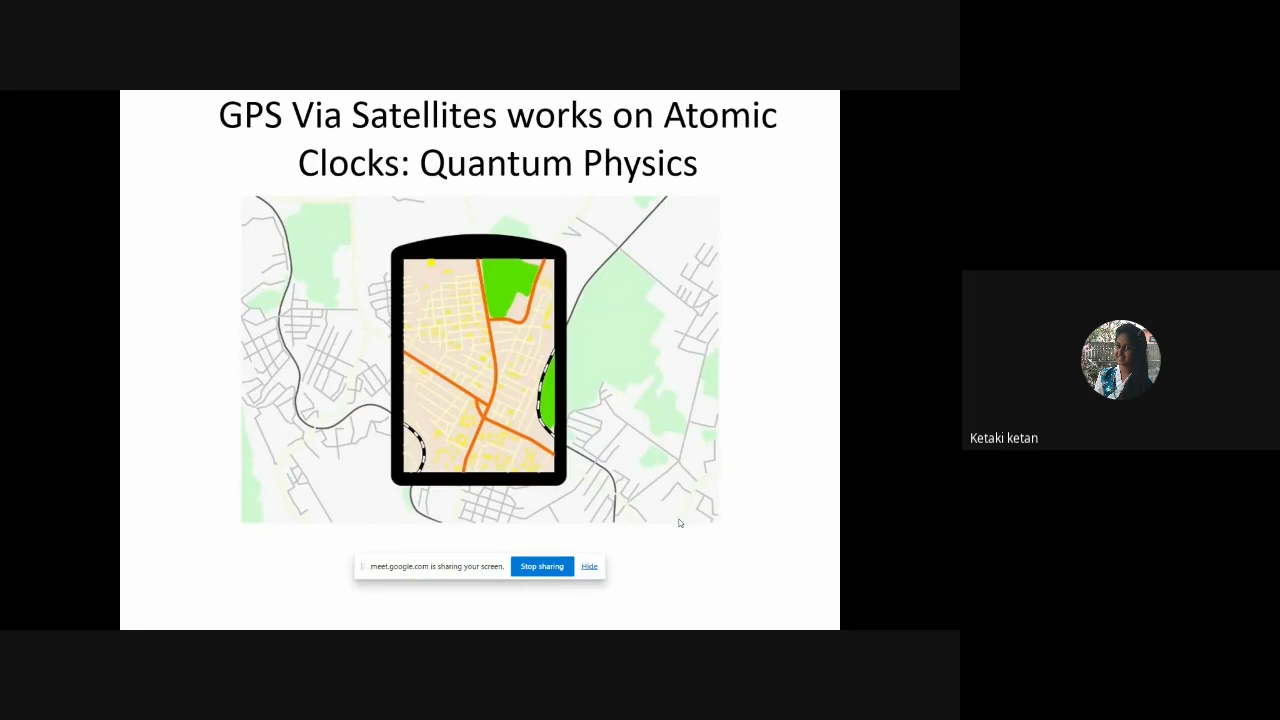 GPS Via Satellites works on Atomic
Clocks: Quantum Physics
meet.google.com is sharing your screen. Stop sharing Hide
Ketaki ketan